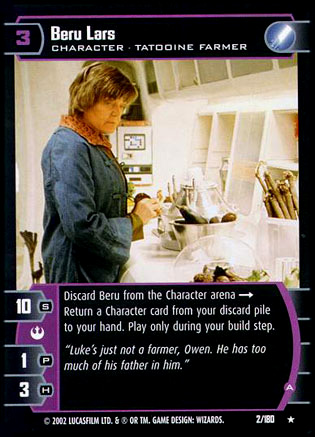 3
Beru Lars
CHARACTER · TATOOINE FARMER
10 S
1 P
3 H
Discard Beru from the Character arena →
Return a Character card from your discard pile
to your hand. Play only during your build step.
“Luke's just not a farmer, Owen. He has too
much of his father in him.”
A
© 2002 LUCASFILM LTD. & ® OR TM. GAME DESIGN: WIZARDS. 2/180 ★